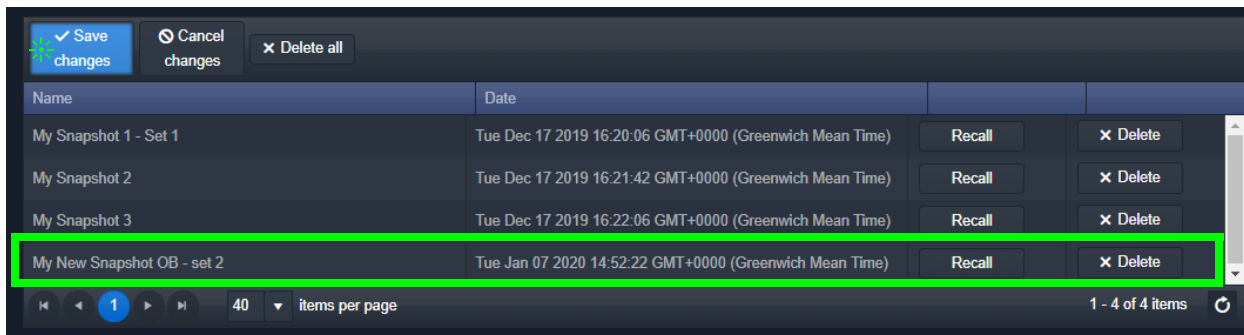 Save changes
Cancel changes
Delete all
Name Date
My Snapshot 1 - Set 1 Tue Dec 17 2019 16:20:06 GMT+0000 (Greenwich Mean Time) Recall Delete
My Snapshot 2 Tue Dec 17 2019 16:21:42 GMT+0000 (Greenwich Mean Time) Recall Delete
My Snapshot 3 Tue Dec 17 2019 16:22:06 GMT+0000 (Greenwich Mean Time) Recall Delete
My New Snapshot OB - set 2 Tue Jan 07 2020 14:52:22 GMT+0000 (Greenwich Mean Time) Recall Delete
1 40 items per page 1 - 4 of 4 items